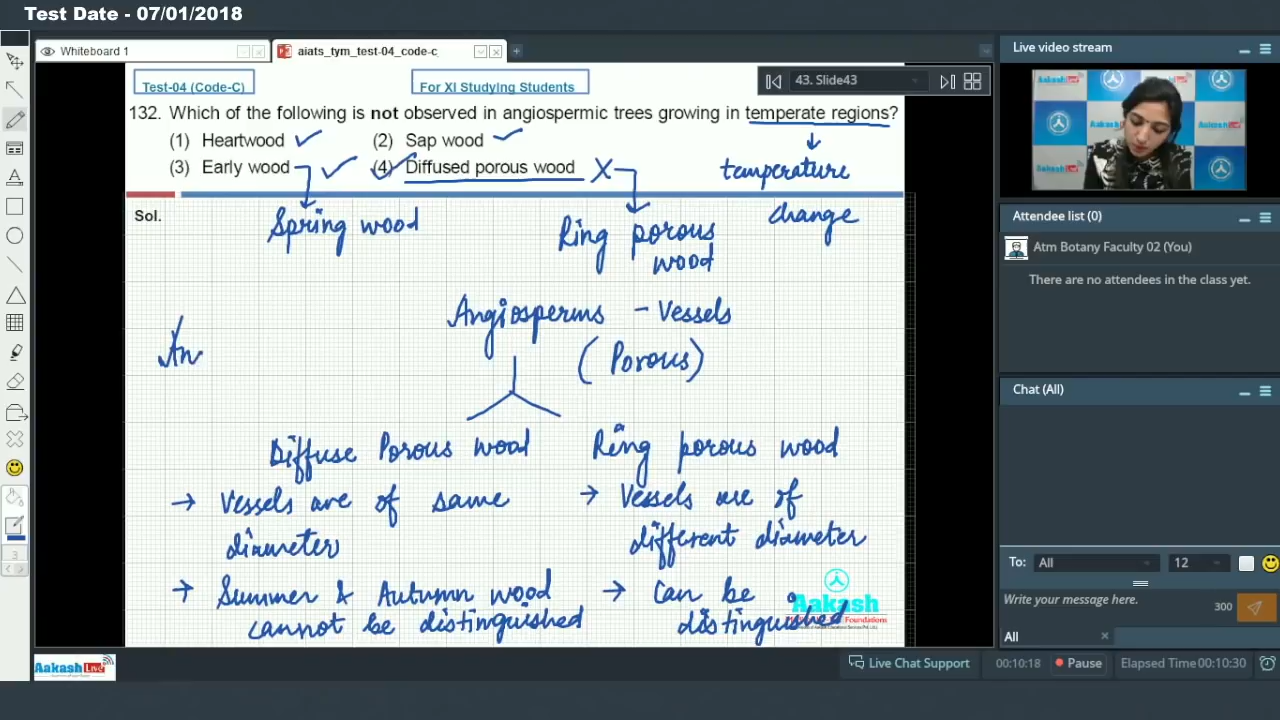 Test Date - 07/01/2018
Whiteboard 1
aiats_tym_test-04_code-c
Live video stream
Test-04 (Code-C)
For XI Studying Students
43. Slide43
132. Which of the following is not observed in angiospermic trees growing in temperate regions?
(1) Heartwood
(2) Sap wood
(3) Early wood
(4) Diffused porous wood X
temperature
change
Sol.
Spring wood
Ring porous
wood
Angiosperms - Vessels
(Porous)
An
Diffuse Porous wood
Ring porous wood
→ Vessels are of same
diameter
→ Vessels are of
different diameter
→ Summer & Autumn wood
cannot be distinguished
→ Can be
distinguished
Aakash
Aakash Live
Attendee list (0)
Atm Botany Faculty 02 (You)
There are no attendees in the class yet.
Chat (All)
To: All 12
Write your message here.
300
All
3
Aakash Live
Live Chat Support
00:10:18
Pause
Elapsed Time 00:10:30